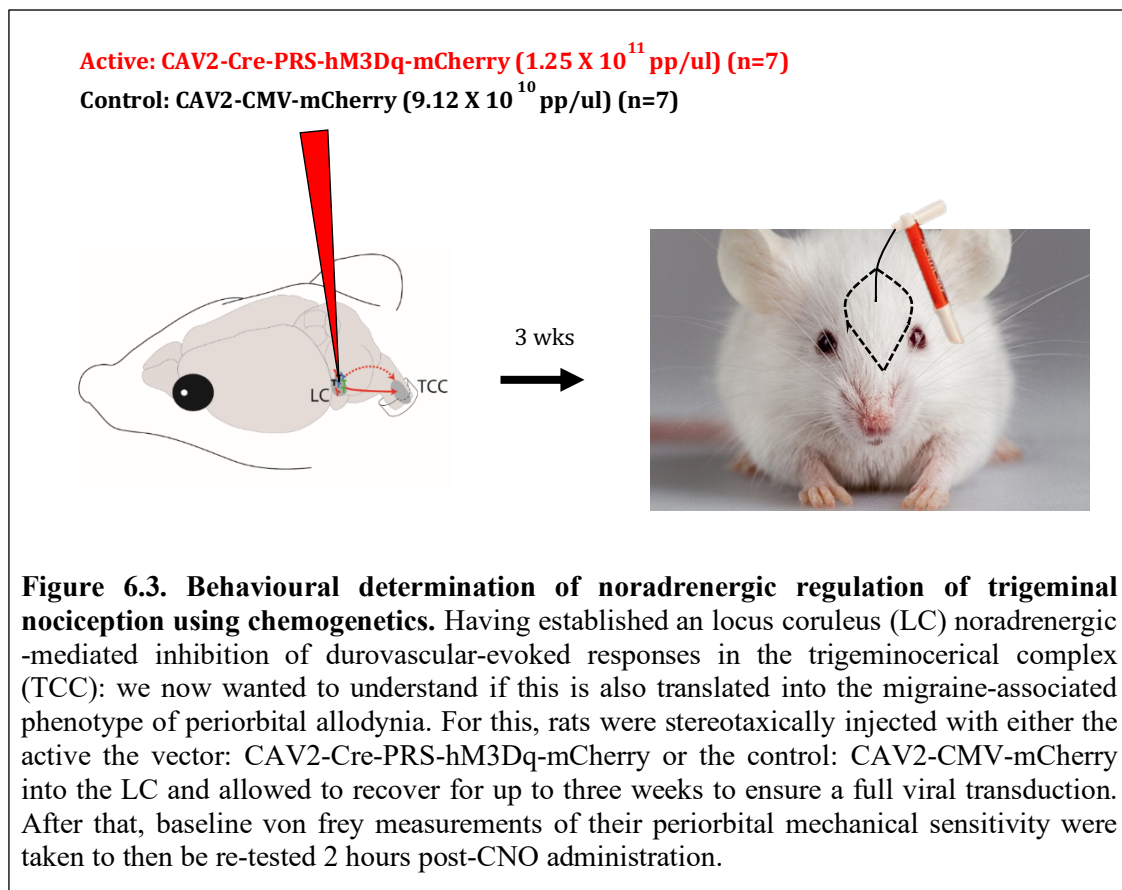 Active: CAV2-Cre-PRS-hM3Dq-mCherry (1.25 X 10¹¹ pp/ul) (n=7)
Control: CAV2-CMV-mCherry (9.12 X 10¹⁰ pp/ul) (n=7)
3 wks
LC
TCC
Figure 6.3. Behavioural determination of noradrenergic regulation of trigeminal
nociception using chemogenetics. Having established an locus coruleus (LC) noradrenergic
-mediated inhibition of durovascular-evoked responses in the trigeminocerical complex
(TCC): we now wanted to understand if this is also translated into the migraine-associated
phenotype of periorbital allodynia. For this, rats were stereotaxically injected with either the
active the vector: CAV2-Cre-PRS-hM3Dq-mCherry or the control: CAV2-CMV-mCherry
into the LC and allowed to recover for up to three weeks to ensure a full viral transduction.
After that, baseline von frey measurements of their periorbital mechanical sensitivity were
taken to then be re-tested 2 hours post-CNO administration.